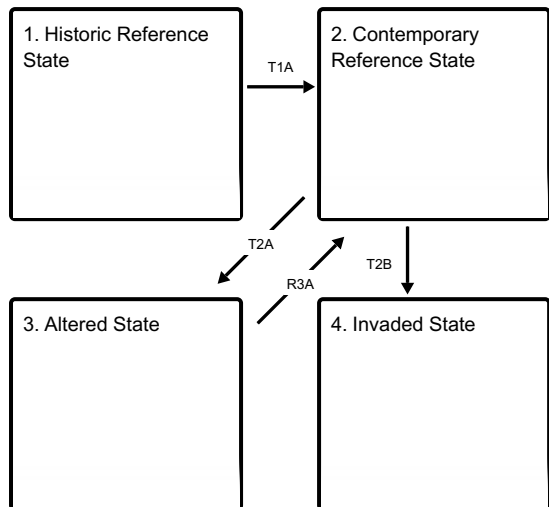 1. Historic Reference
State
T1A
2. Contemporary
Reference State
T2A
R3A
T2B
3. Altered State
4. Invaded State